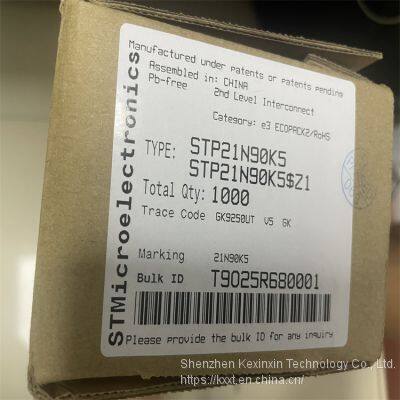 STMicroelectronics
Manufactured under patents or patents pending
Assembled in: CHINA
Pb-free 2nd Level Interconnect
Category: e3 ECOPACK2/RoHS
TYPE: STP21N90K5
STP21N90K5$Z1
Total Qty: 1000
Trace Code GK9250UT V5 GK
Marking 21N90K5
Bulk ID T9025R680001
Please provide the bulk ID for any inquiry
Shenzhen Kexinxin Technology Co., Ltd.
https://kxxt.en.china.cn/